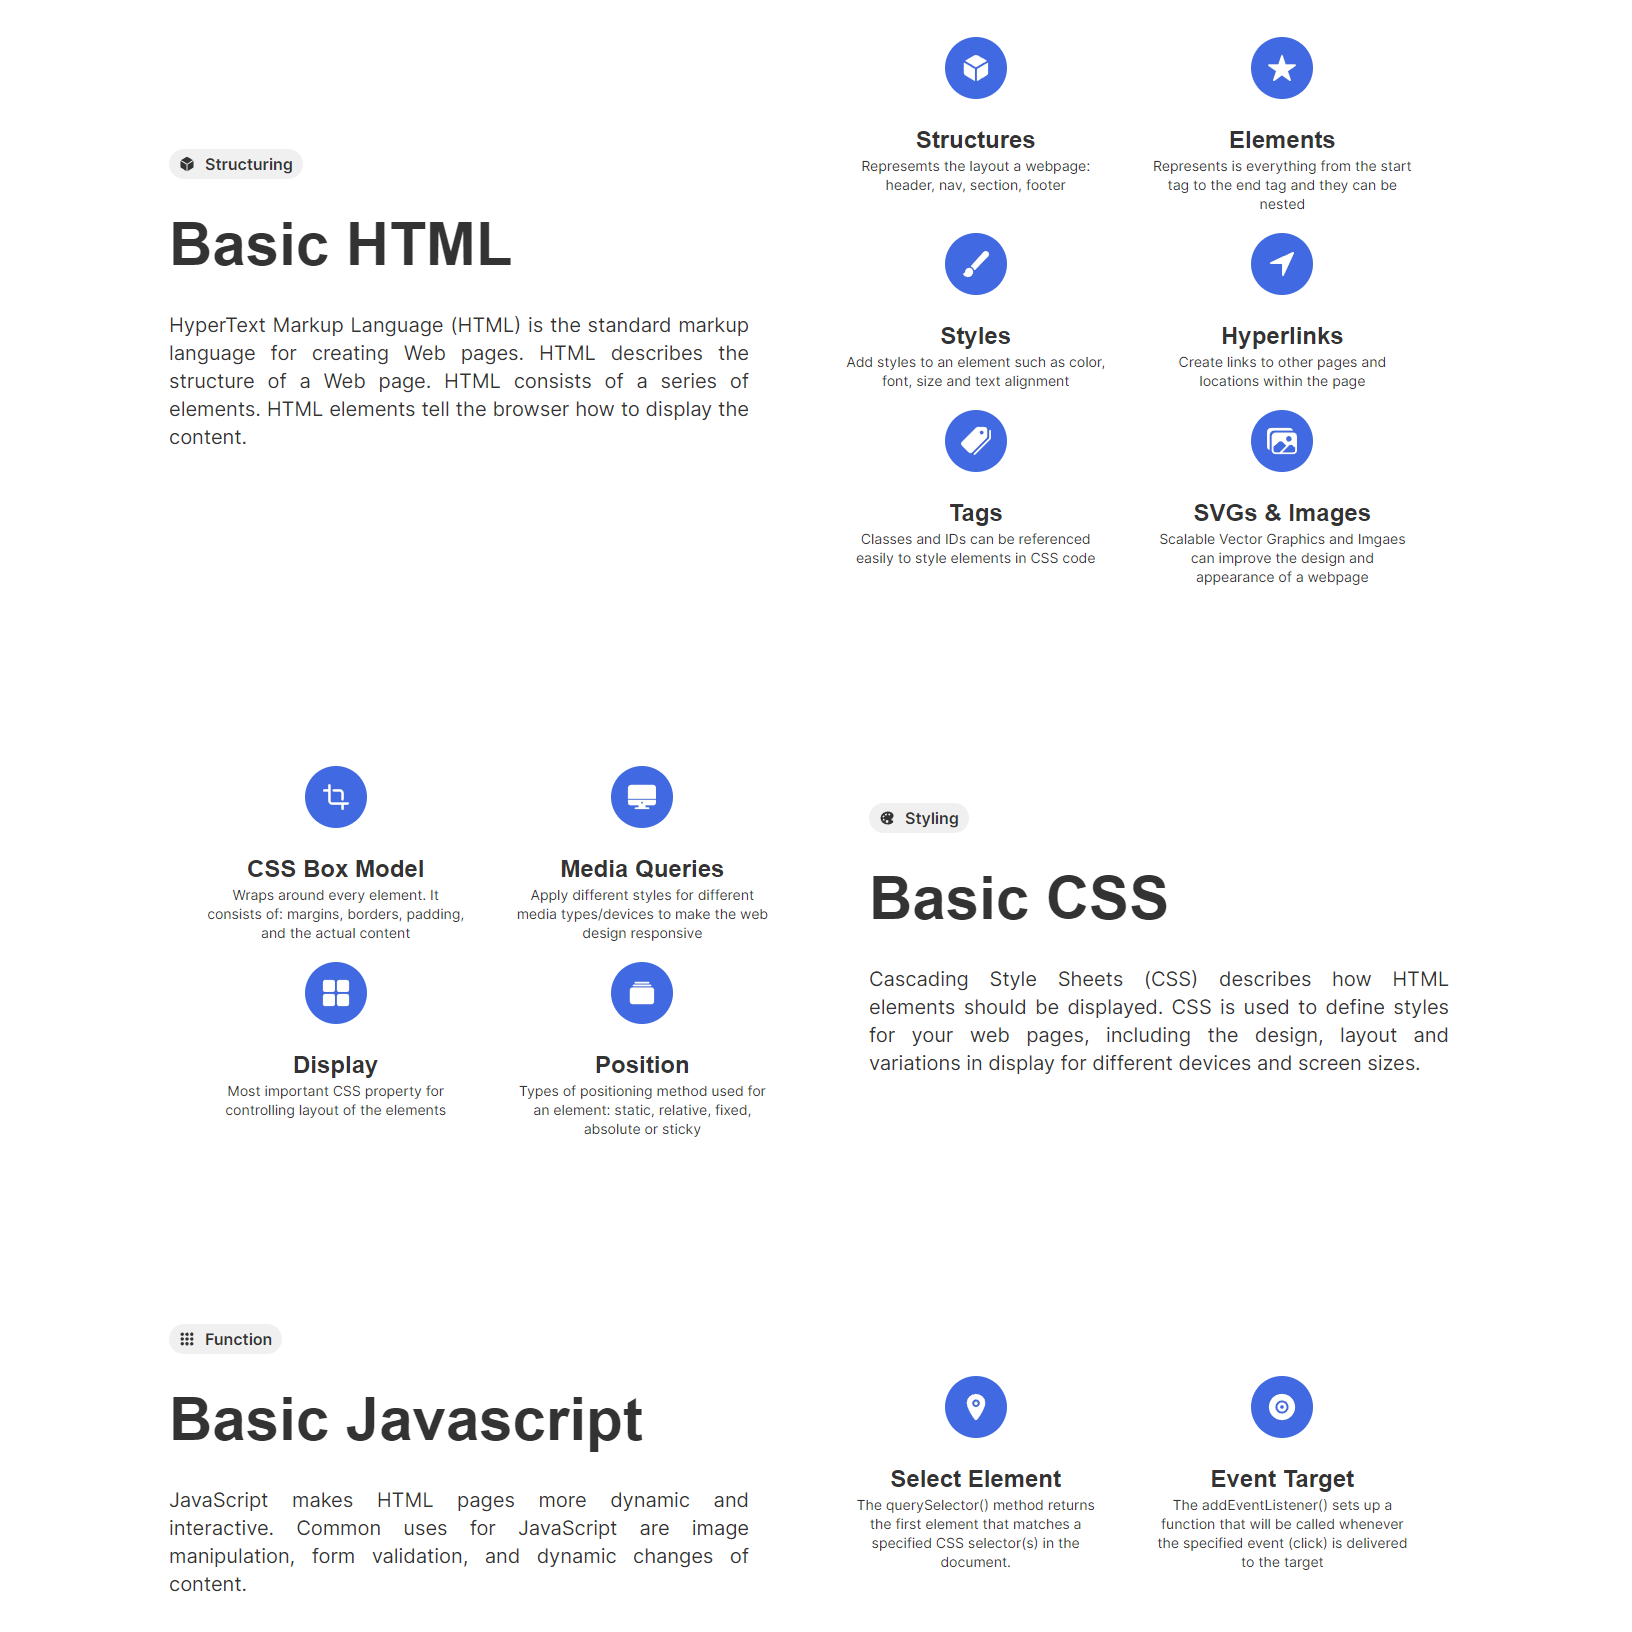 Structuring
Basic HTML
HyperText Markup Language (HTML) is the standard markup
language for creating Web pages. HTML describes the
structure of a Web page. HTML consists of a series of
elements. HTML elements tell the browser how to display the
content.
Structures
Represemts the layout a webpage:
header, nav, section, footer
Elements
Represents is everything from the start
tag to the end tag and they can be
nested
Styles
Add styles to an element such as color,
font, size and text alignment
Hyperlinks
Create links to other pages and
locations within the page
Tags
Classes and IDs can be referenced
easily to style elements in CSS code
SVGs & Images
Scalable Vector Graphics and Imgaes
can improve the design and
appearance of a webpage
CSS Box Model
Wraps around every element. It
consists of: margins, borders, padding,
and the actual content
Media Queries
Apply different styles for different
media types/devices to make the web
design responsive
Display
Most important CSS property for
controlling layout of the elements
Position
Types of positioning method used for
an element: static, relative, fixed,
absolute or sticky
Styling
Basic CSS
Cascading Style Sheets (CSS) describes how HTML
elements should be displayed. CSS is used to define styles
for your web pages, including the design, layout and
variations in display for different devices and screen sizes.
Function
Basic Javascript
JavaScript makes HTML pages more dynamic and
interactive. Common uses for JavaScript are image
manipulation, form validation, and dynamic changes of
content.
Select Element
The querySelector() method returns
the first element that matches a
specified CSS selector(s) in the
document.
Event Target
The addEventListener() sets up a
function that will be called whenever
the specified event (click) is delivered
to the target